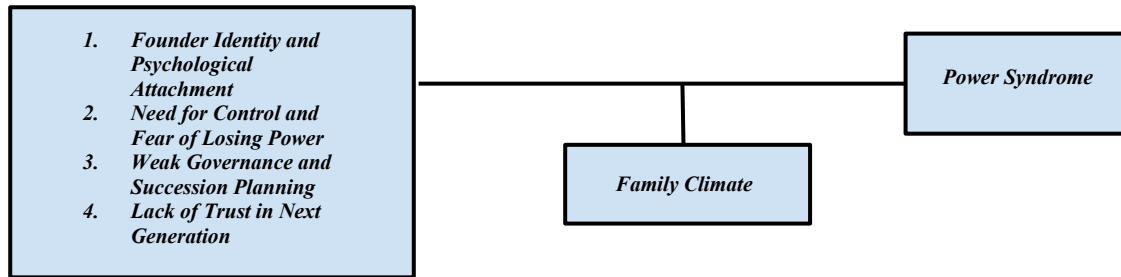 1. Founder Identity and
Psychological
Attachment
2. Need for Control and
Fear of Losing Power
3. Weak Governance and
Succession Planning
4. Lack of Trust in Next
Generation
Power Syndrome
Family Climate